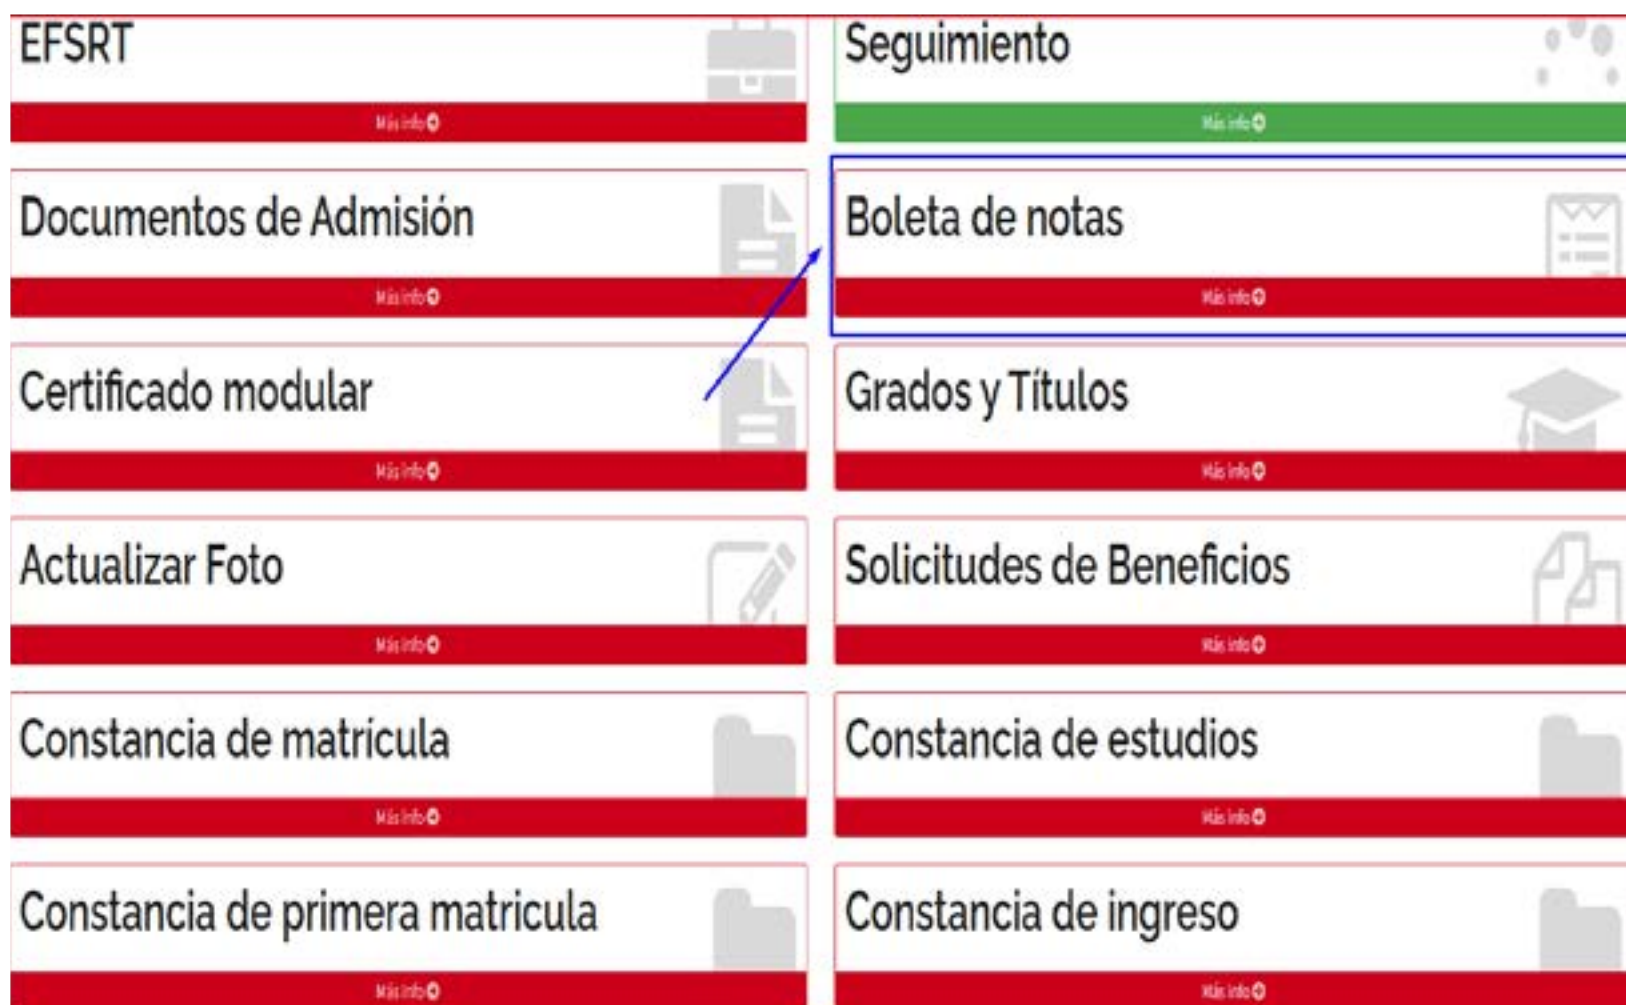 EFSRT
Seguimiento
Más info
Más info
Documentos de Admisión
Boleta de notas
Más info
Más info
Certificado modular
Grados y Títulos
Más info
Más info
Actualizar Foto
Solicitudes de Beneficios
Más info
Más info
Constancia de matrícula
Constancia de estudios
Más info
Más info
Constancia de primera matricula
Constancia de ingreso
Más info
Más info